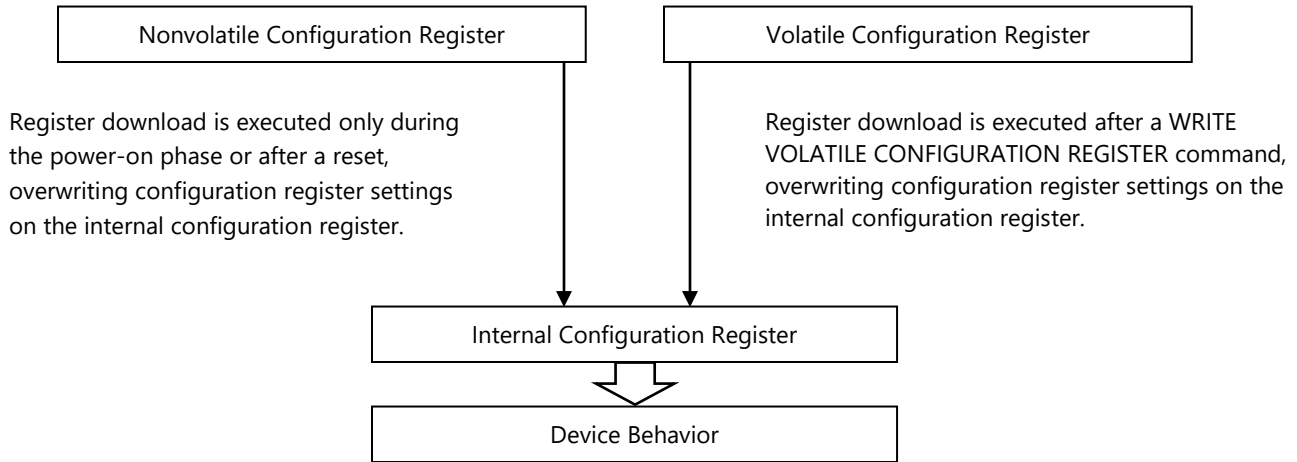 Nonvolatile Configuration Register
Volatile Configuration Register
Register download is executed only during
the power-on phase or after a reset,
overwriting configuration register settings
on the internal configuration register.
Register download is executed after a WRITE
VOLATILE CONFIGURATION REGISTER command,
overwriting configuration register settings on the
internal configuration register.
Internal Configuration Register
Device Behavior